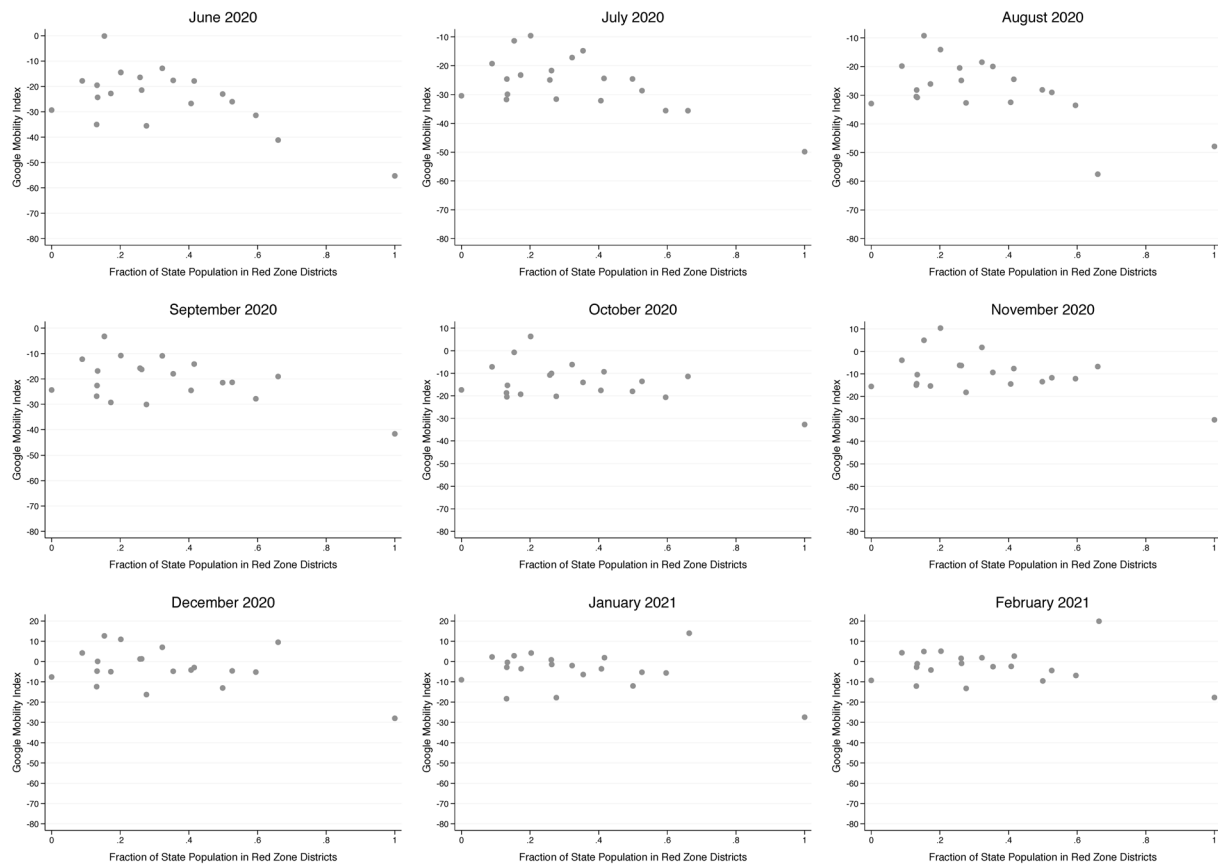 June 2020
Google Mobility Index
0
-10
-20
-30
-40
-50
-60
-70
-80
0 .2 .4 .6 .8 1
Fraction of State Population in Red Zone Districts
July 2020
Google Mobility Index
-10
-20
-30
-40
-50
-60
-70
-80
0 .2 .4 .6 .8 1
Fraction of State Population in Red Zone Districts
August 2020
Google Mobility Index
-10
-20
-30
-40
-50
-60
-70
-80
0 .2 .4 .6 .8 1
Fraction of State Population in Red Zone Districts
September 2020
Google Mobility Index
0
-10
-20
-30
-40
-50
-60
-70
-80
0 .2 .4 .6 .8 1
Fraction of State Population in Red Zone Districts
October 2020
Google Mobility Index
10
0
-10
-20
-30
-40
-50
-60
-70
-80
0 .2 .4 .6 .8 1
Fraction of State Population in Red Zone Districts
November 2020
Google Mobility Index
10
0
-10
-20
-30
-40
-50
-60
-70
-80
0 .2 .4 .6 .8 1
Fraction of State Population in Red Zone Districts
December 2020
Google Mobility Index
20
10
0
-10
-20
-30
-40
-50
-60
-70
-80
0 .2 .4 .6 .8 1
Fraction of State Population in Red Zone Districts
January 2021
Google Mobility Index
20
10
0
-10
-20
-30
-40
-50
-60
-70
-80
0 .2 .4 .6 .8 1
Fraction of State Population in Red Zone Districts
February 2021
Google Mobility Index
20
10
0
-10
-20
-30
-40
-50
-60
-70
-80
0 .2 .4 .6 .8 1
Fraction of State Population in Red Zone Districts